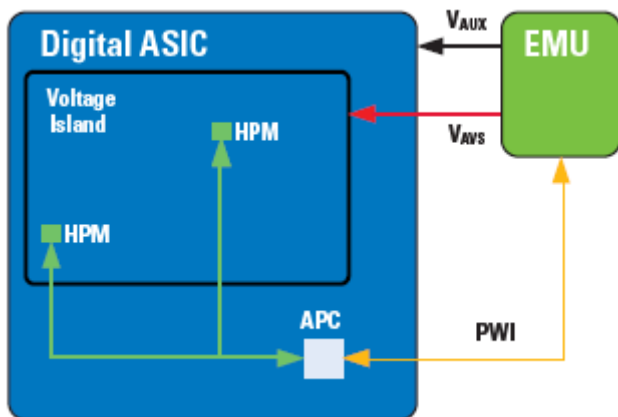 Digital ASIC
VAUX
EMU
Voltage
Island
HPM
VAVS
HPM
APC
PWI